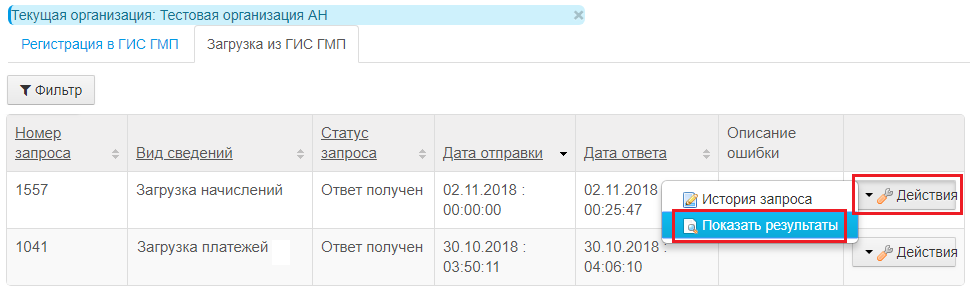 Текущая организация: Тестовая организация АН
Регистрация в ГИС ГМП
Загрузка из ГИС ГМП
Фильтр
Номер запроса
Вид сведений
Статус запроса
Дата отправки
Дата ответа
Описание ошибки
1557
Загрузка начислений
Ответ получен
02.11.2018 :
00:00:00
02.11.2018
00:25:47
Действия
История запроса
Показать результаты
1041
Загрузка платежей
Ответ получен
30.10.2018 :
03:50:11
30.10.2018 :
04:06:10
Действия